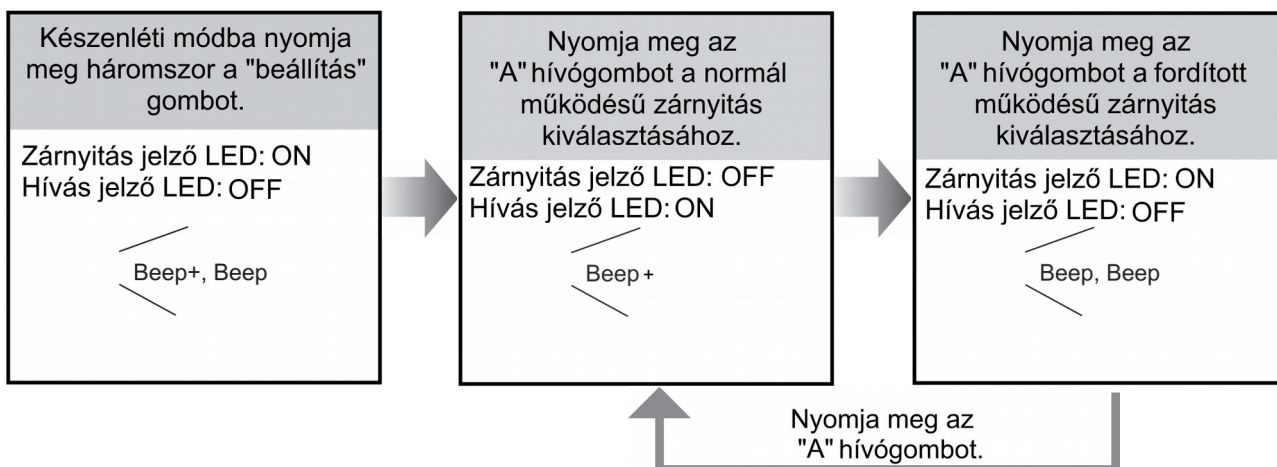 Készenléti módba nyomja
meg háromszor a "beállítás"
gombot.
Zárnyitás jelző LED: ON
Hívás jelző LED: OFF
Beep+, Beep
Nyomja meg az
"A" hívógombot a normál
működésű zárnyitás
kiválasztásához.
Zárnyitás jelző LED: OFF
Hívás jelző LED: ON
Beep +
Nyomja meg az
"A" hívógombot a fordított
működésű zárnyitás
kiválasztásához.
Zárnyitás jelző LED: ON
Hívás jelző LED: OFF
Beep, Beep
Nyomja meg az
"A" hívógombot.